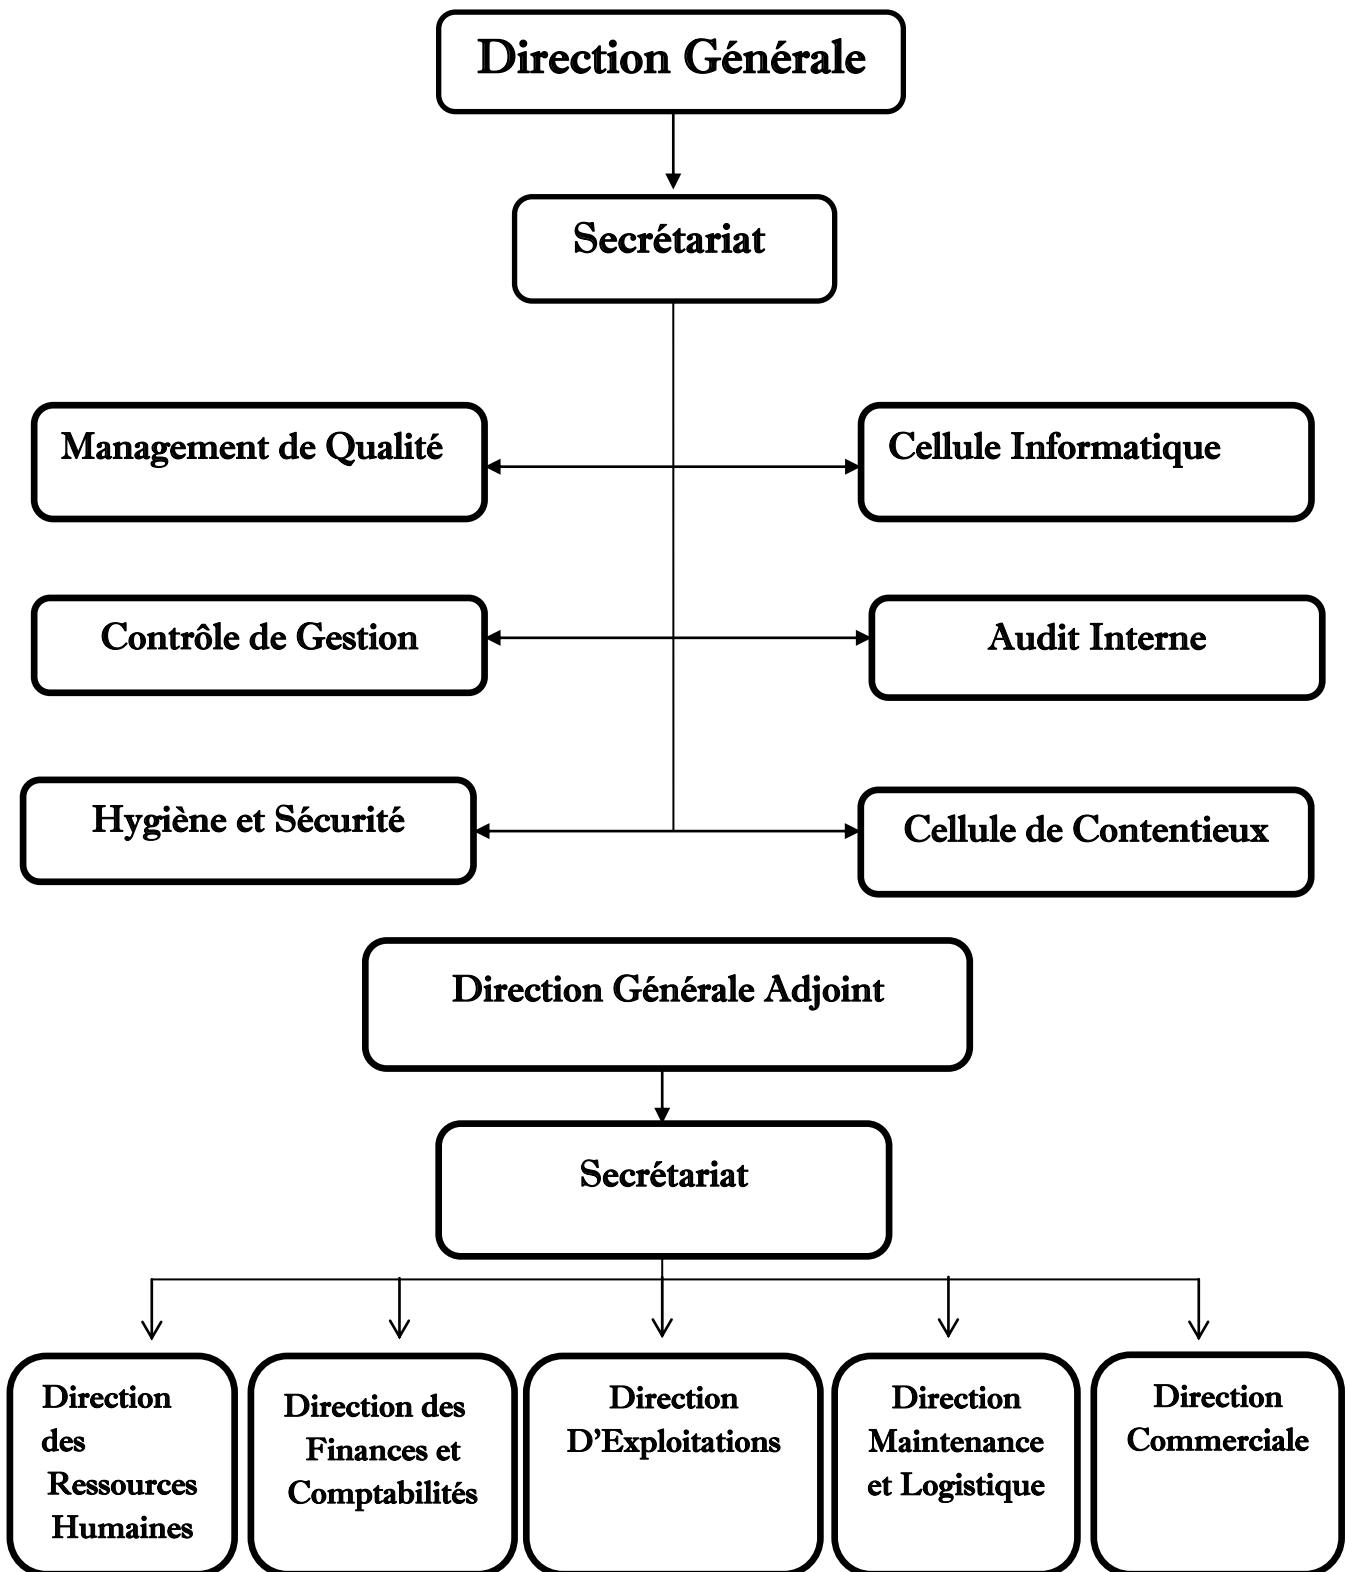 Direction Générale
Secrétariat
Management de Qualité
Cellule Informatique
Contrôle de Gestion
Audit Interne
Hygiène et Sécurité
Cellule de Contentieux
Direction Générale Adjoint
Secrétariat
Direction
des
Ressources
Humaines
Direction des
Finances et
Comptabilités
Direction
D’Exploitations
Direction
Maintenance
et Logistique
Direction
Commerciale